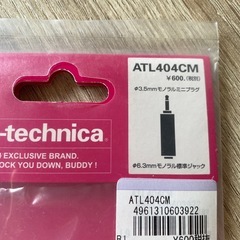 ATL404CM
¥600.(税別)
ø3.5mmモノラルミニプラグ
-technica
O EXCLUSIVE BRAND.
OCK YOU DOWN, BUDDY !
ø6.3mmモノラル標準ジャック
ATL404CM
4961310603922